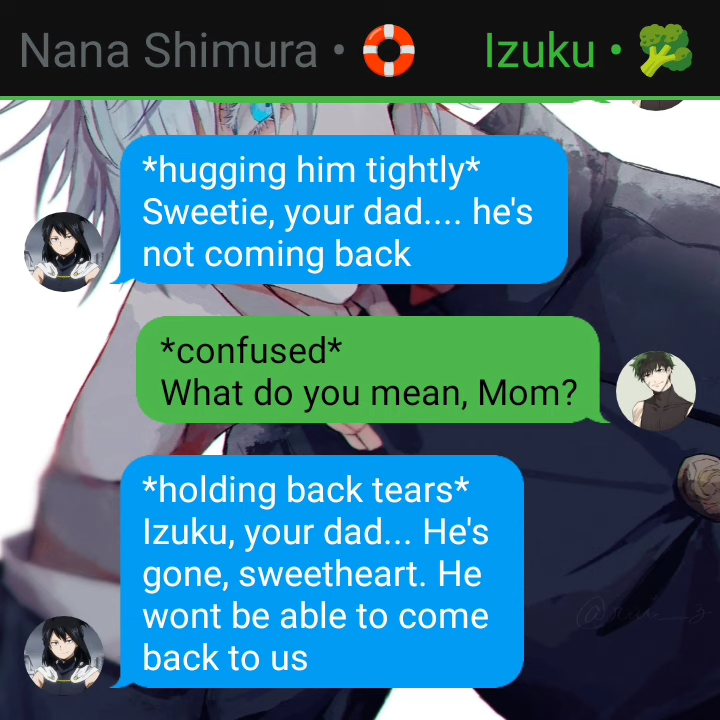 Nana Shimura • 🛟 Izuku • 🥦
*hugging him tightly*
Sweetie, your dad.... he's
not coming back
*confused*
What do you mean, Mom?
*holding back tears*
Izuku, your dad... He's
gone, sweetheart. He
wont be able to come
back to us